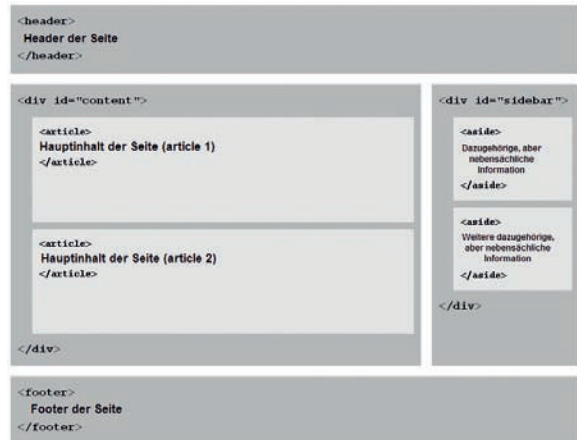 <header>
Header der Seite
</header>
<div id="content">
<article>
Hauptinhalt der Seite (article 1)
</article>
<article>
Hauptinhalt der Seite (article 2)
</article>
</div>
<div id="sidebar">
<aside>
Dazugehörige, aber
nebensächliche
Information
</aside>
<aside>
Weitere dazugehörige,
aber nebensächliche
Information
</aside>
</div>
<footer>
Footer der Seite
</footer>